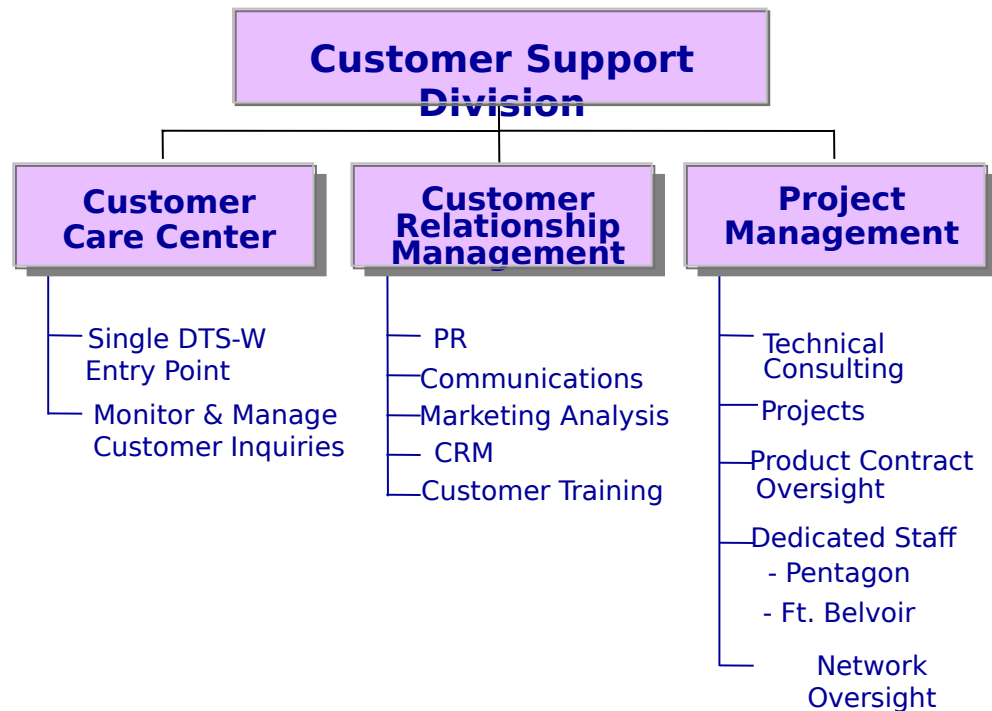 Customer Support
Division
Customer
Care Center
Customer
Relationship
Management
Project
Management
Single DTS-W
Entry Point
Monitor & Manage
Customer Inquiries
PR
Communications
Marketing Analysis
CRM
Customer Training
Technical
Consulting
Projects
Product Contract
Oversight
Dedicated Staff
- Pentagon
- Ft. Belvoir
Network
Oversight